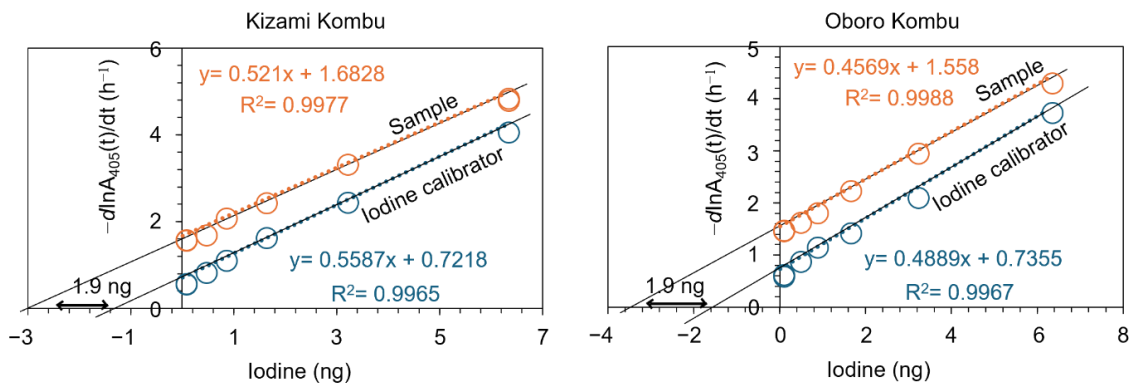 Kizami Kombu
−dlnA405(t)/dt (h⁻¹)
6
4
2
0
y= 0.521x + 1.6828
R²= 0.9977
Sample
Iodine calibrator
y= 0.5587x + 0.7218
R²= 0.9965
1.9 ng
−3 −1 1 3 5 7
Iodine (ng)
Oboro Kombu
−dlnA405(t)/dt (h⁻¹)
5
4
3
2
1
0
y= 0.4569x + 1.558
R²= 0.9988
Sample
Iodine calibrator
y= 0.4889x + 0.7355
R²= 0.9967
1.9 ng
−4 −2 0 2 4 6 8
Iodine (ng)